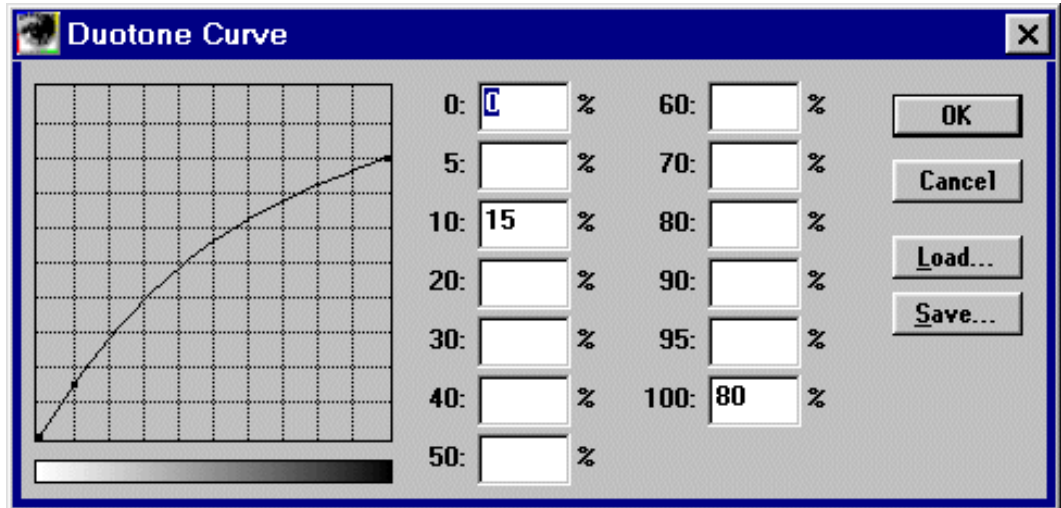 Duotone Curve
0: 0 % 60: % OK
5: % 70: % Cancel
10: 15 % 80: %
20: % 90: % Load...
30: % 95: % Save...
40: % 100: 80 %
50: %